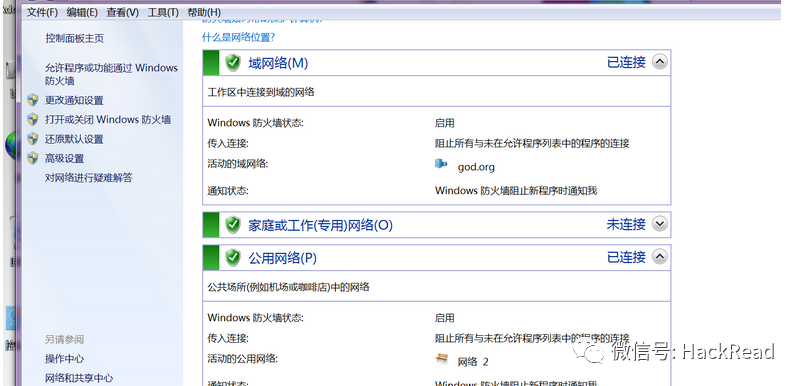 文件(F) 编辑(E) 查看(V) 工具(T) 帮助(H)
控制面板主页
允许程序或功能通过 Windows
防火墙
更改通知设置
打开或关闭 Windows 防火墙
还原默认设置
高级设置
对网络进行疑难解答
另请参阅
操作中心
网络和共享中心
什么是网络位置?
域网络(M) 已连接
工作区中连接到域的网络
Windows 防火墙状态: 启用
传入连接: 阻止所有与未在允许程序列表中的程序的连接
活动的域网络: god.org
通知状态: Windows 防火墙阻止新程序时通知我
家庭或工作(专用)网络(O) 未连接
公用网络(P) 已连接
公共场所(例如机场或咖啡店)中的网络
Windows 防火墙状态: 启用
传入连接: 阻止所有与未在允许程序列表中的程序的连接
活动的公用网络: 网络 2
通知状态: Windows 防火墙阻止新程序时通知我
微信号: HackRead